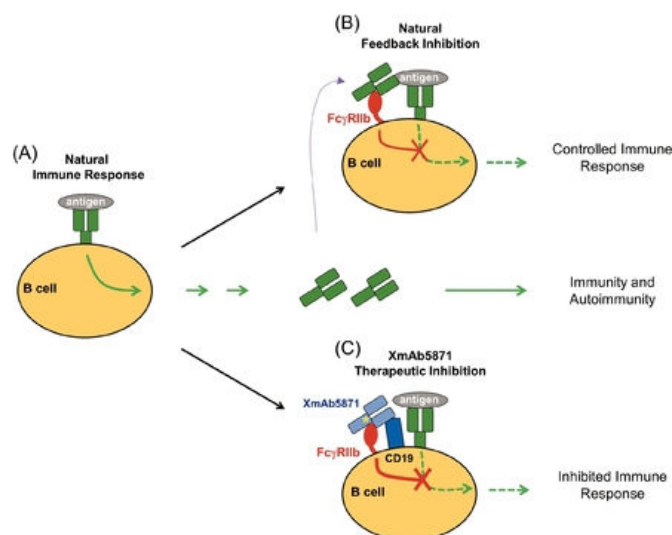 (A)
Natural
Immune Response
antigen
B cell
(B)
Natural
Feedback Inhibition
antigen
FcγRIIb
B cell
Controlled Immune
Response
Immunity and
Autoimmunity
(C)
XmAb5871
Therapeutic Inhibition
XmAb5871
antigen
FcγRIIb
CD19
B cell
Inhibited Immune
Response